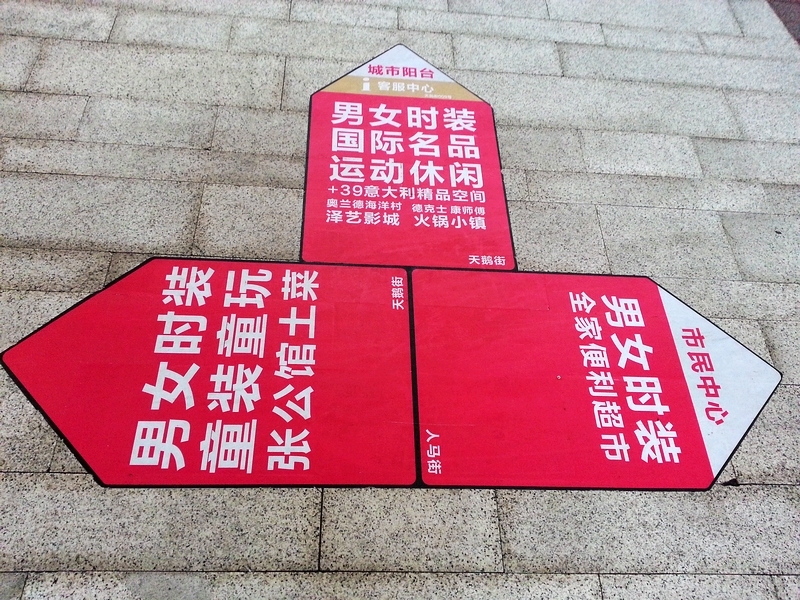 城市阳台
i 客服中心
男女时装
国际名品
运动休闲
+39意大利精品空间
奥兰德海洋村 德克士 康师傅
泽艺影城 火锅小镇
天鹅街
男女时装
童装童玩
张公馆土菜
天鹅街
市民中心
男女时装
全家便利超市
人马街